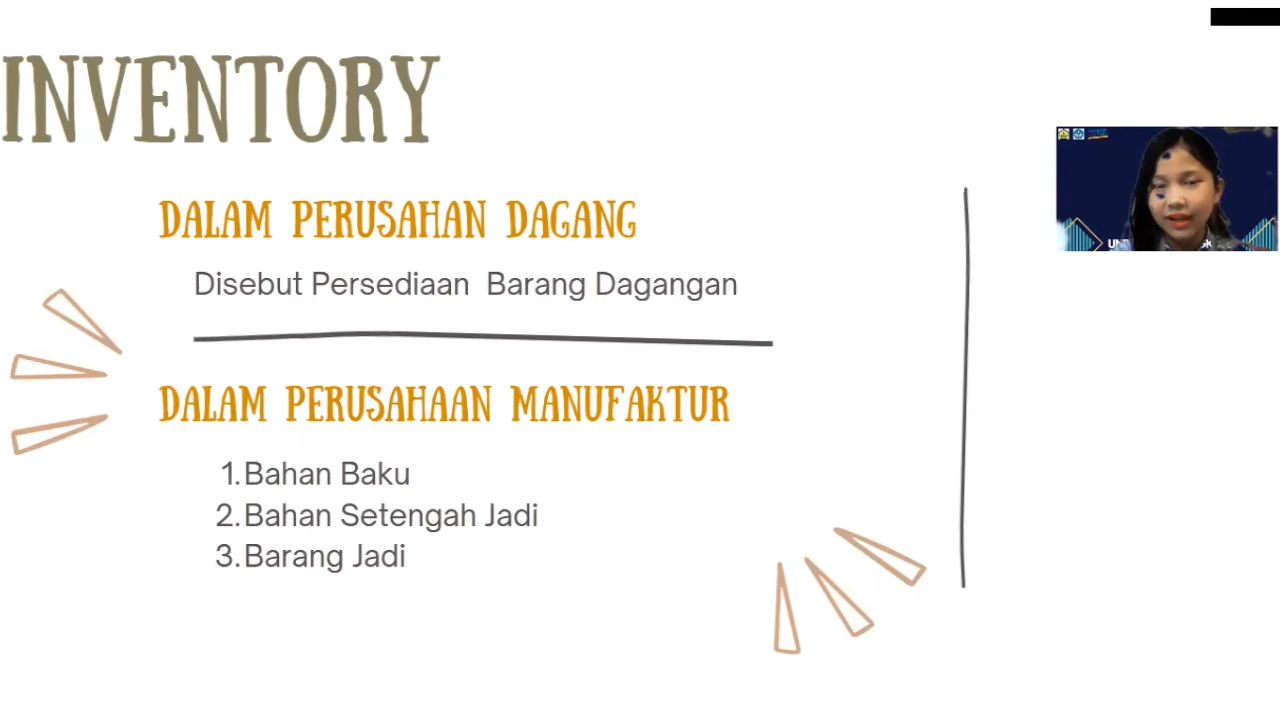 INVENTORY
DALAM PERUSAHAN DAGANG
Disebut Persediaan Barang Dagangan
DALAM PERUSAHAAN MANUFAKTUR
1.Bahan Baku
2.Bahan Setengah Jadi
3.Barang Jadi